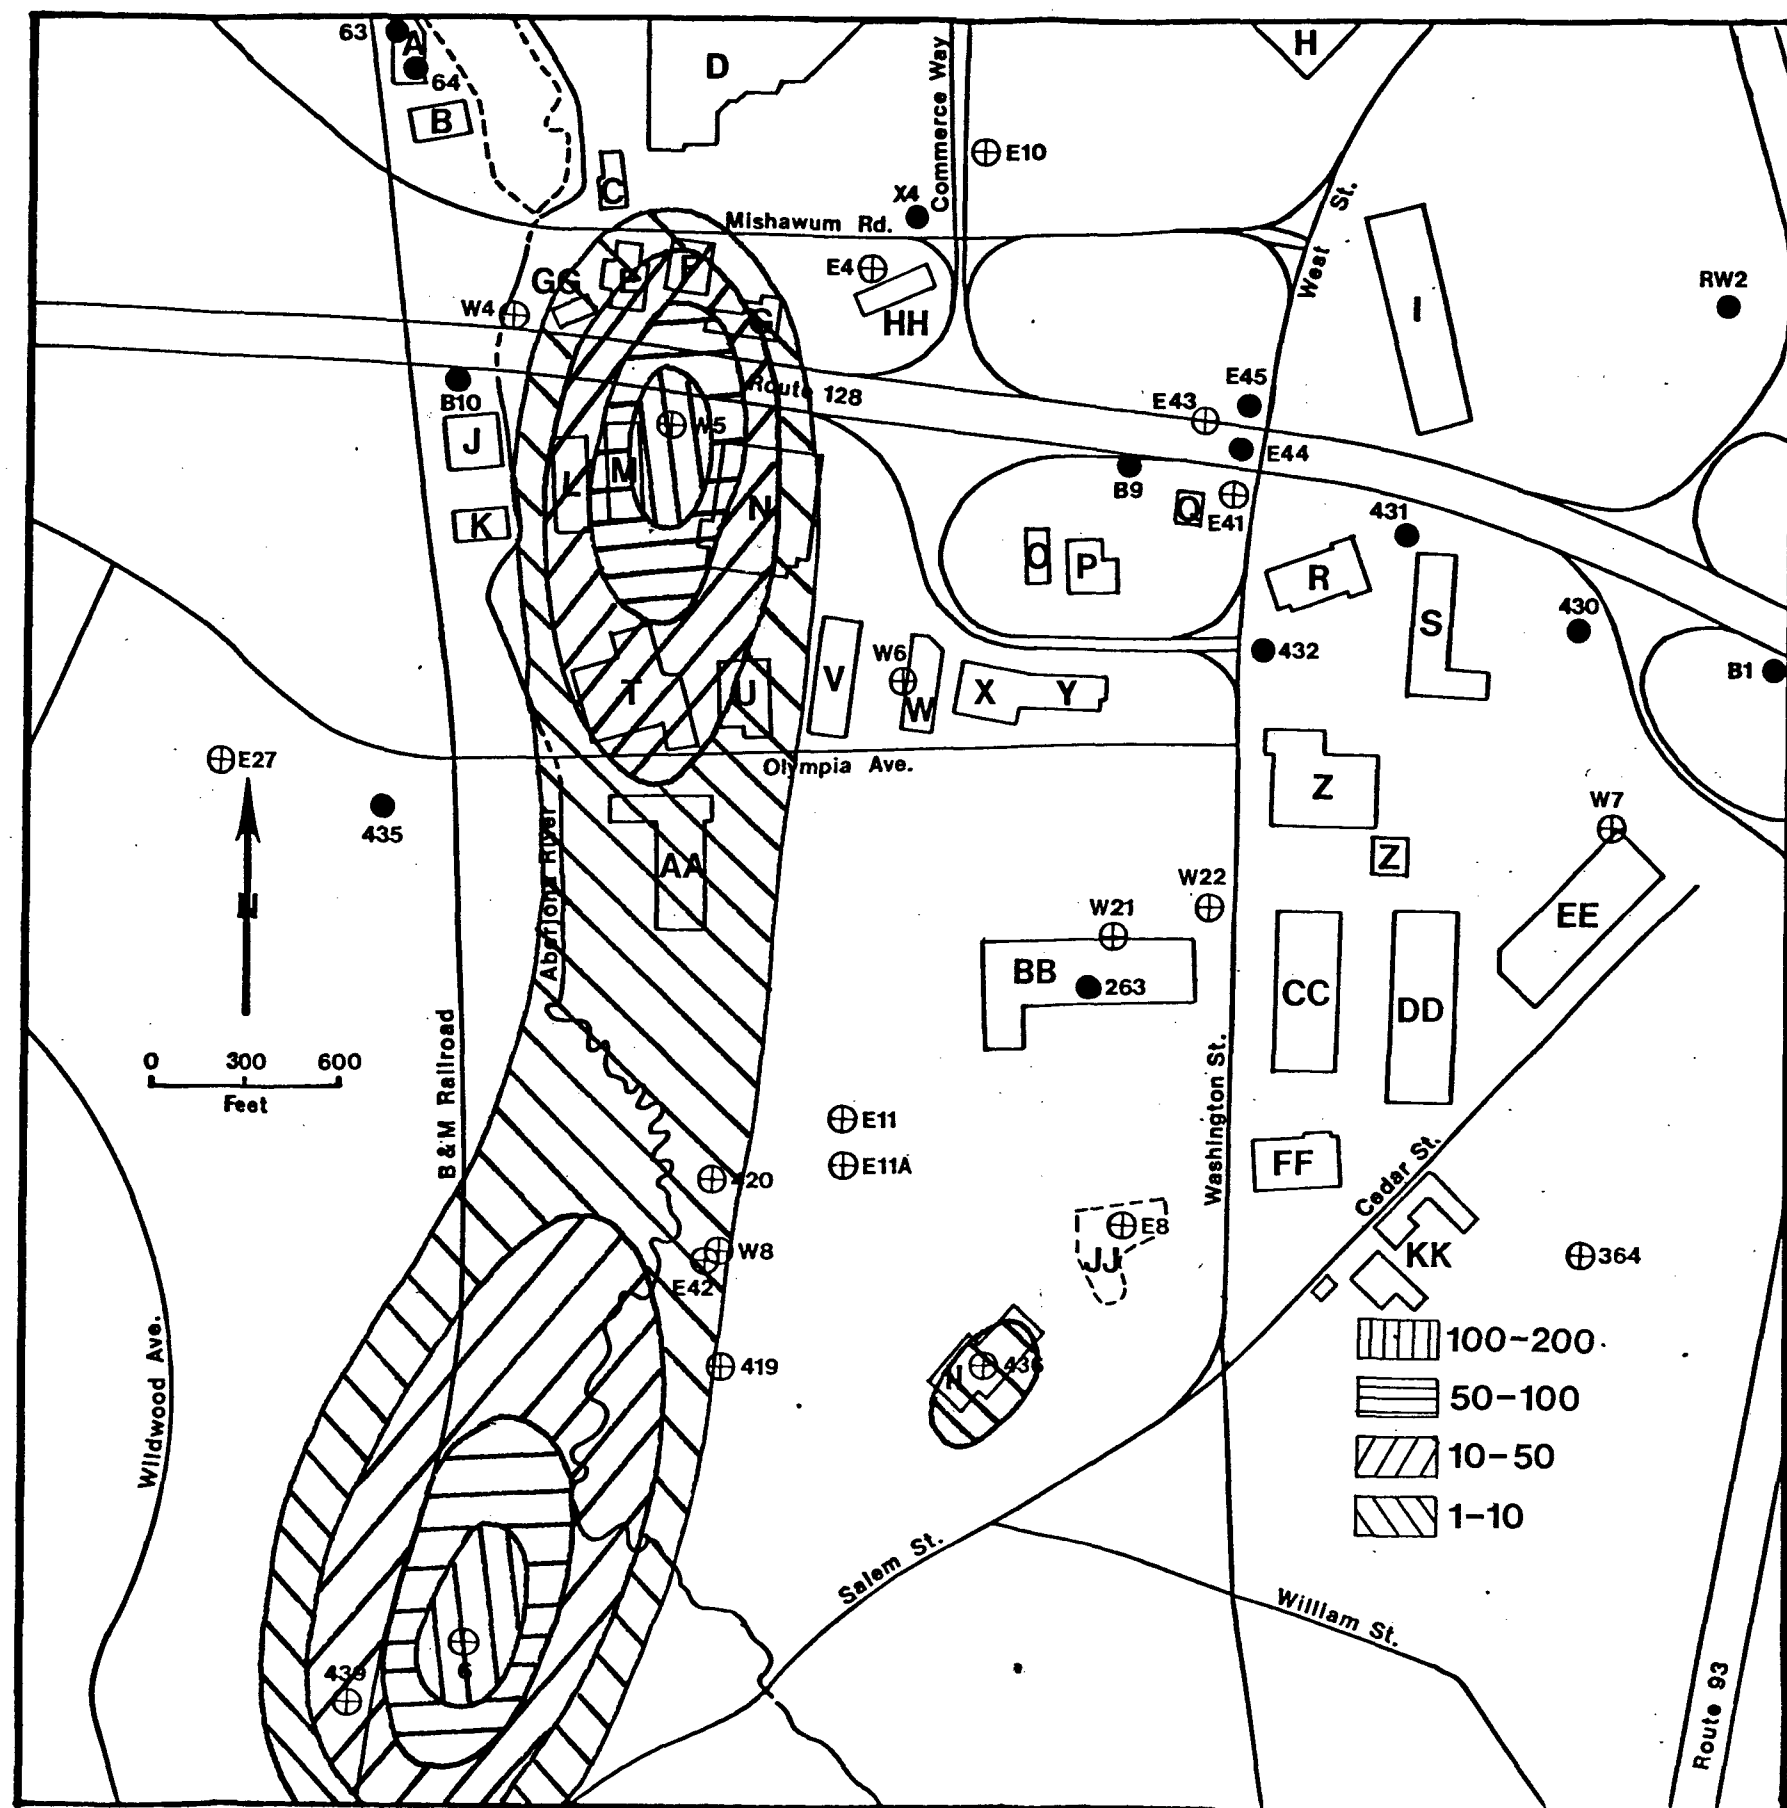 63
A
64
B
D
H
Commerce Way
E10
C
X4
St.
Mishawum Rd.
West
GG
E
F
E4
G
HH
I
RW2
W4
Route 128
B10
E45
E43
W5
E44
J
L
M
N
B9
Q
E41
431
K
O
P
R
S
430
432
B1
T
U
V
W6
W
X
Y
E27
Olympia Ave.
435
Z
W7
Z
N
AA
Aberjona River
W22
W21
EE
BB
263
CC
DD
0 300 600
Feet
B & M Railroad
E11
E11A
Washington St.
FF
Cedar St.
420
E8
W8
JJ
KK
364
E42
Wildwood Ave.
419
436
100-200
50-100
10-50
1-10
Salem St.
William St.
439
6
Route 93